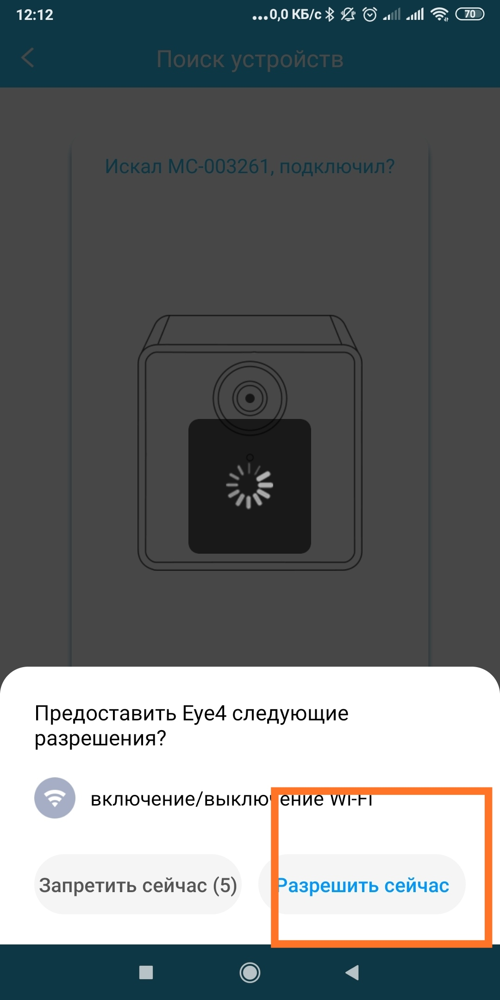 12:12
...0,0 КБ/с
70
Поиск устройств
Искал MC-003261, подключил?
Предоставить Eye4 следующие
разрешения?
включение/выключение Wi-Fi
Запретить сейчас (5)
Разрешить сейчас